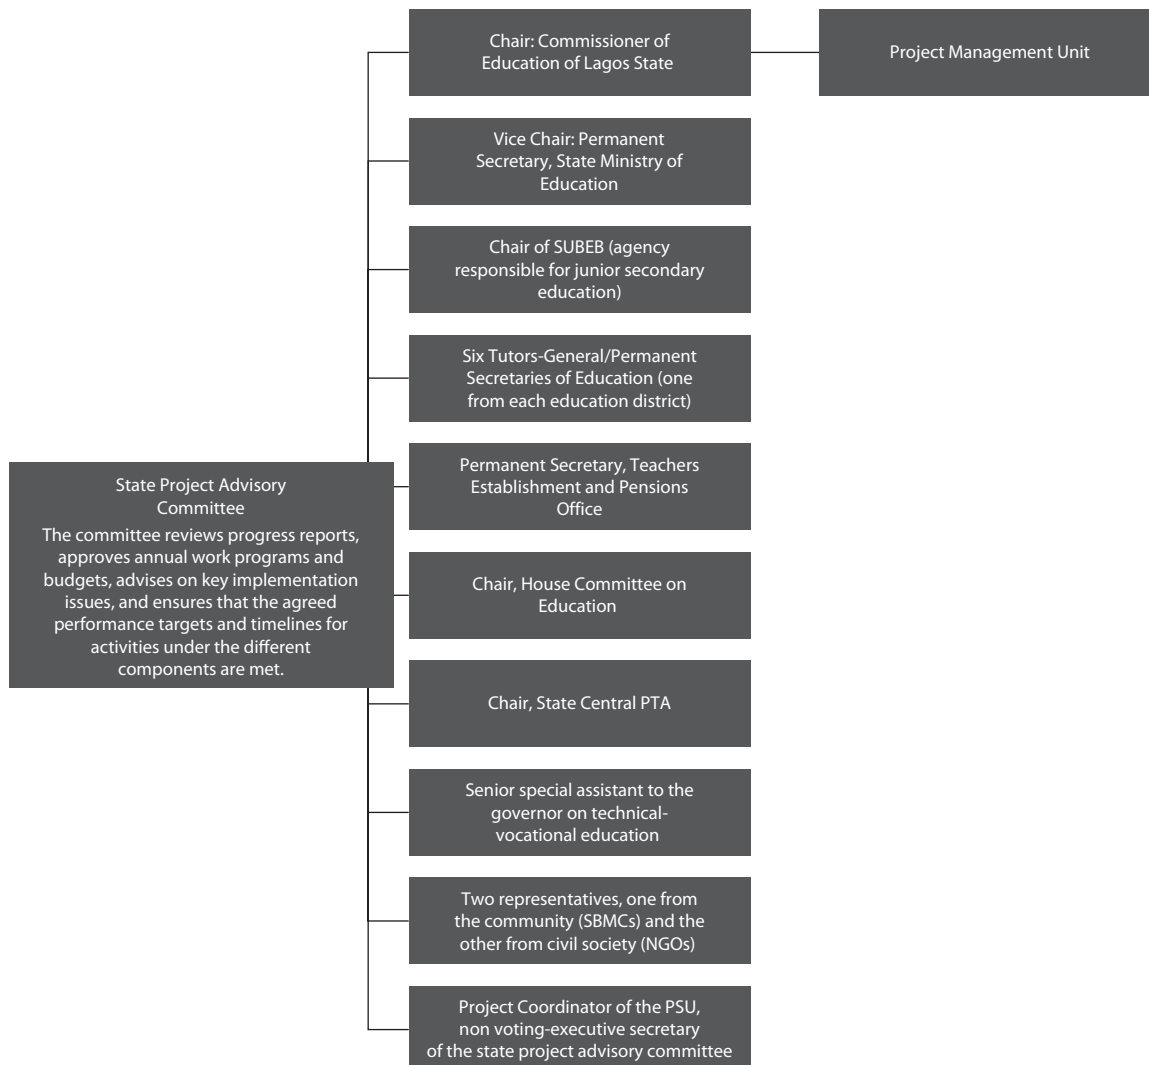 Chair: Commissioner of
Education of Lagos State
Project Management Unit
Vice Chair: Permanent
Secretary, State Ministry of
Education
Chair of SUBEB (agency
responsible for junior secondary
education)
Six Tutors-General/Permanent
Secretaries of Education (one
from each education district)
State Project Advisory
Committee
The committee reviews progress reports,
approves annual work programs and
budgets, advises on key implementation
issues, and ensures that the agreed
performance targets and timelines for
activities under the different
components are met.
Permanent Secretary, Teachers
Establishment and Pensions
Office
Chair, House Committee on
Education
Chair, State Central PTA
Senior special assistant to the
governor on technical-
vocational education
Two representatives, one from
the community (SBMCs) and the
other from civil society (NGOs)
Project Coordinator of the PSU,
non voting-executive secretary
of the state project advisory committee